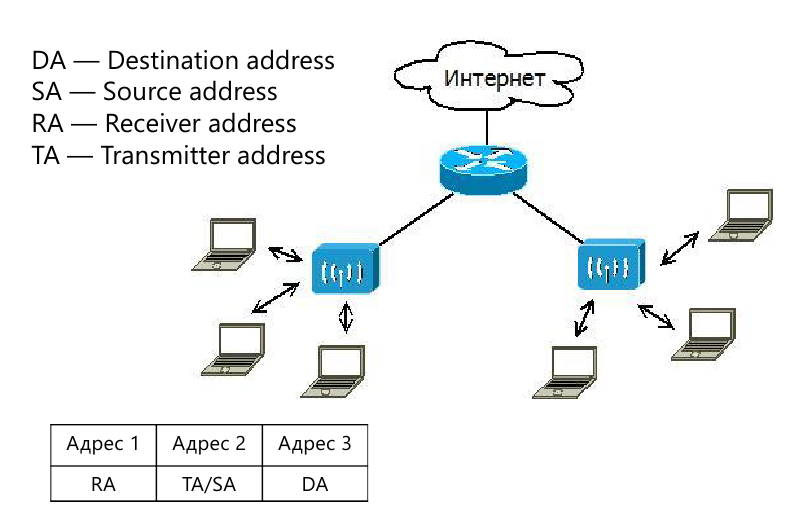 DA — Destination address
SA — Source address
RA — Receiver address
TA — Transmitter address
Интернет
Адрес 1 Адрес 2 Адрес 3
RA TA/SA DA